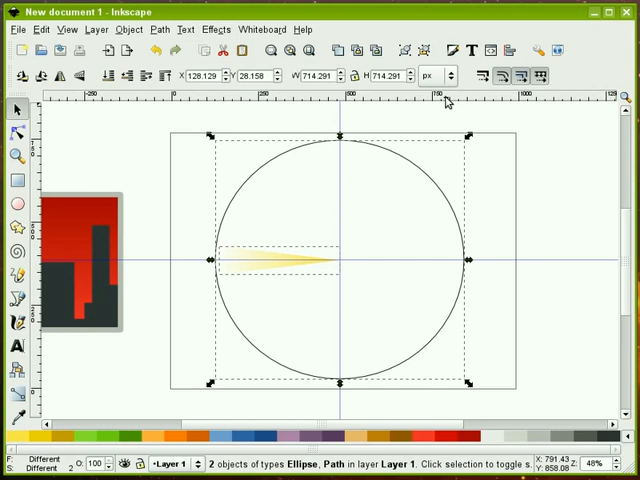 New document 1 - Inkscape
File Edit View Layer Object Path Text Effects Whiteboard Help
X 128.129 Y 28.158 W 714.291 H 714.291 px
-250 0 250 500 750 1000 125
F: Different
S: Different 2 O: 100 •Layer 1 2 objects of types Ellipse, Path in layer Layer 1. Click selection to toggle s. X: 791.43
Y: 858.08 Z: 48%